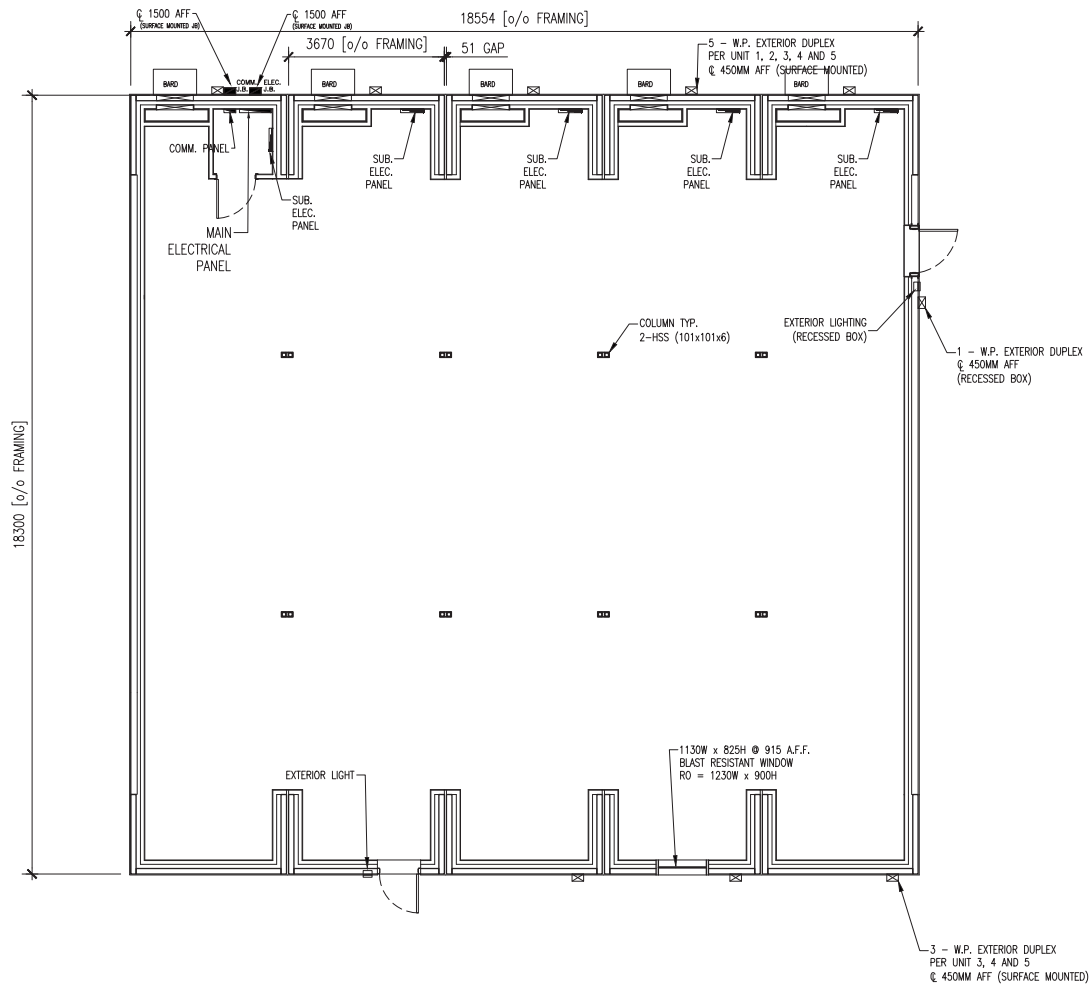 ℄ 1500 AFF
(SURFACE MOUNTED JB)
℄ 1500 AFF
(SURFACE MOUNTED JB)
18554 [o/o FRAMING]
3670 [o/o FRAMING]
51 GAP
5 - W.P. EXTERIOR DUPLEX
PER UNIT 1, 2, 3, 4 AND 5
℄ 450MM AFF (SURFACE MOUNTED)
BARD
COMM.
J.B.
ELEC.
J.B.
BARD
BARD
BARD
BARD
COMM. PANEL
SUB.
ELEC.
PANEL
MAIN
ELECTRICAL
PANEL
SUB.
ELEC.
PANEL
SUB.
ELEC.
PANEL
SUB.
ELEC.
PANEL
SUB.
ELEC.
PANEL
COLUMN TYP.
2-HSS (101x101x6)
EXTERIOR LIGHTING
(RECESSED BOX)
1 - W.P. EXTERIOR DUPLEX
℄ 450MM AFF
(RECESSED BOX)
18300 [o/o FRAMING]
EXTERIOR LIGHT
1130W x 825H @ 915 A.F.F.
BLAST RESISTANT WINDOW
RO = 1230W x 900H
3 - W.P. EXTERIOR DUPLEX
PER UNIT 3, 4 AND 5
℄ 450MM AFF (SURFACE MOUNTED)